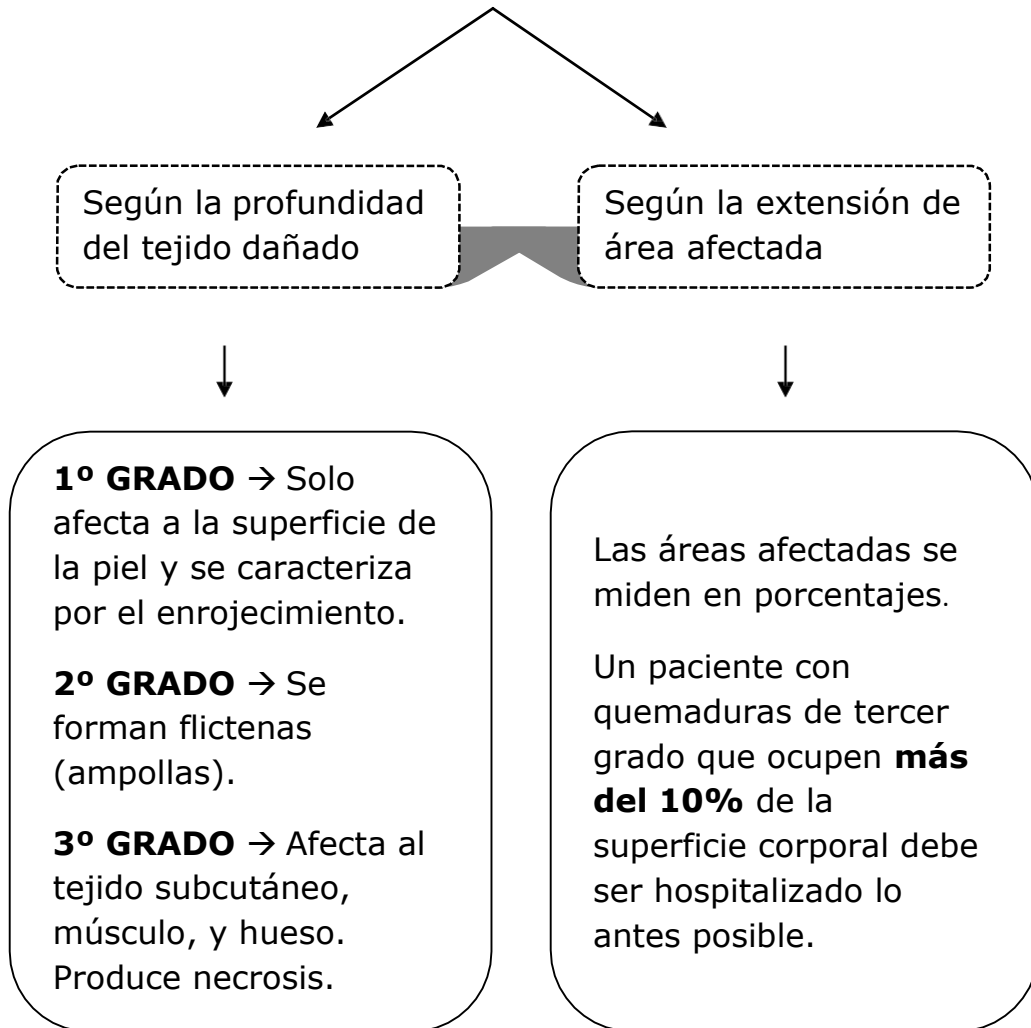 Según la profundidad
del tejido dañado
Según la extensión de
área afectada
1º GRADO → Solo
afecta a la superficie de
la piel y se caracteriza
por el enrojecimiento.
2º GRADO → Se
forman flictenas
(ampollas).
3º GRADO → Afecta al
tejido subcutáneo,
músculo, y hueso.
Produce necrosis.
Las áreas afectadas se
miden en porcentajes.
Un paciente con
quemaduras de tercer
grado que ocupen más
del 10% de la
superficie corporal debe
ser hospitalizado lo
antes posible.